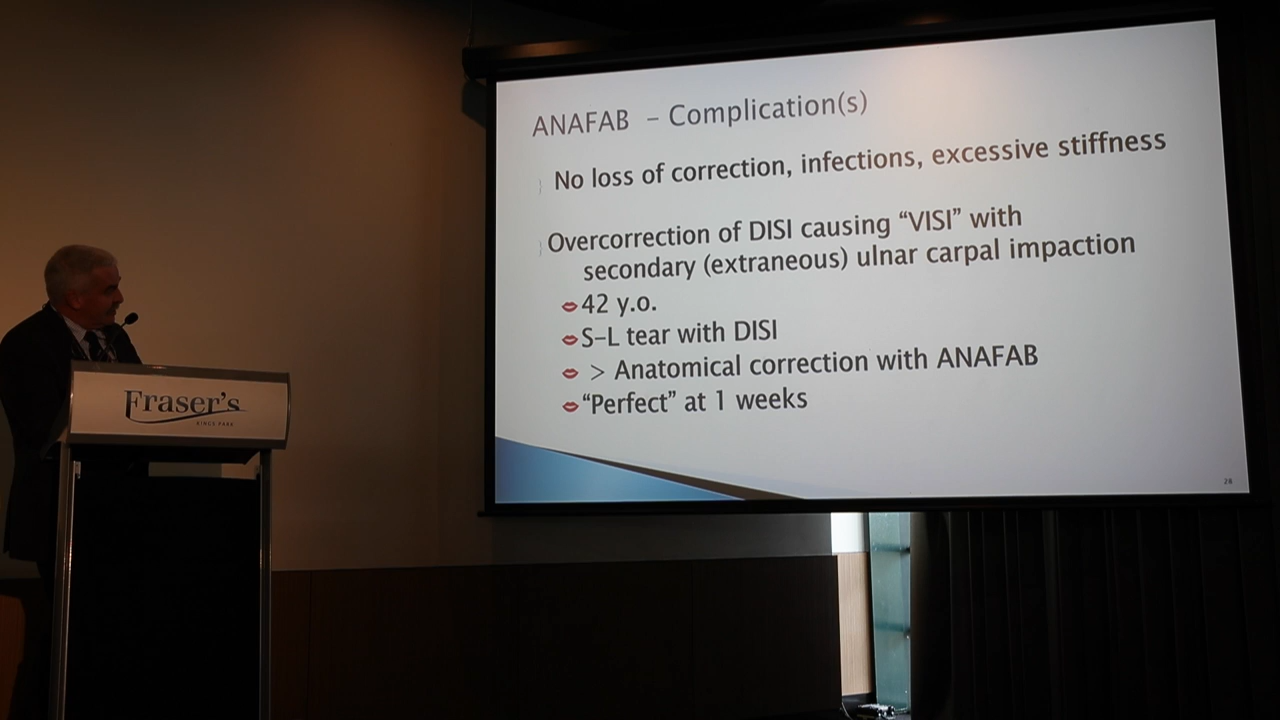 ANAFAB – Complication(s)
No loss of correction, infections, excessive stiffness
Overcorrection of DISI causing “VISI” with
secondary (extraneous) ulnar carpal impaction
42 y.o.
S-L tear with DISI
> Anatomical correction with ANAFAB
“Perfect” at 1 weeks
28
Fraser's
KINGS PARK